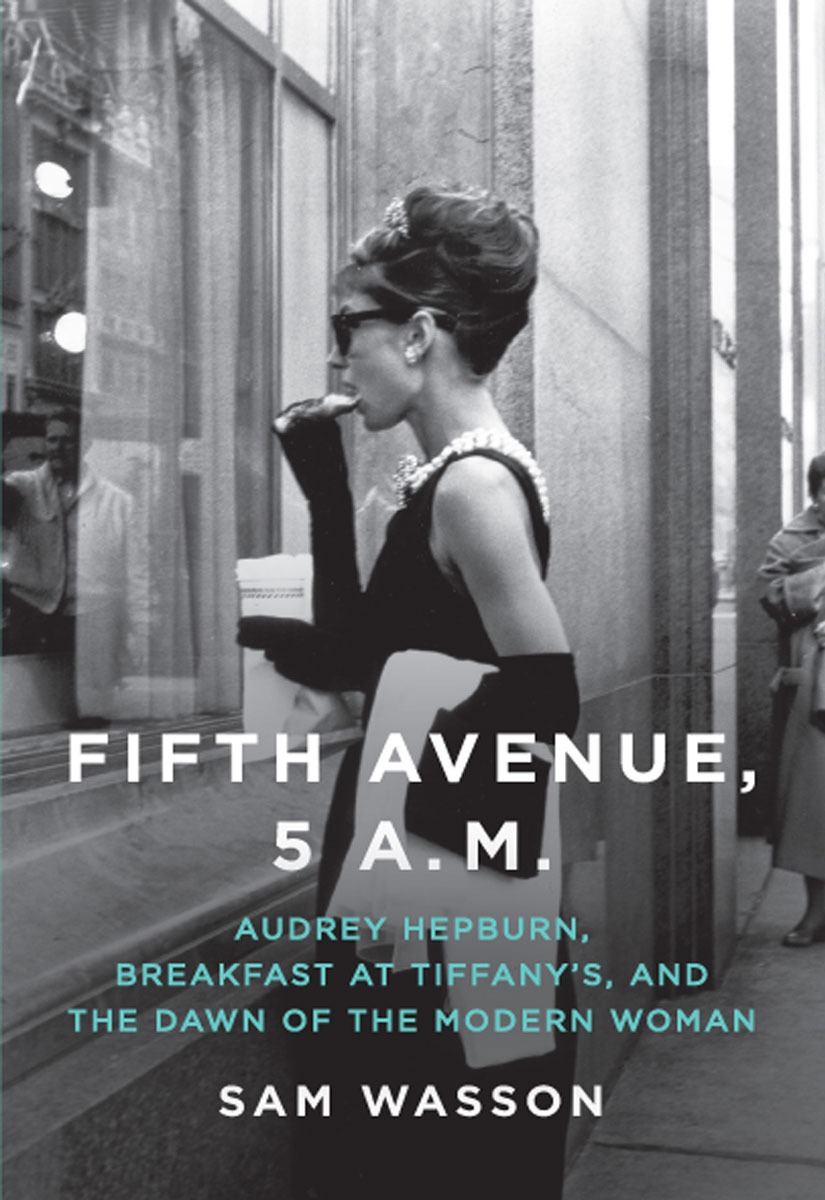 FIFTH AVENUE,
5 A.M.
AUDREY HEPBURN,
BREAKFAST AT TIFFANY'S, AND
THE DAWN OF THE MODERN WOMAN
SAM WASSON